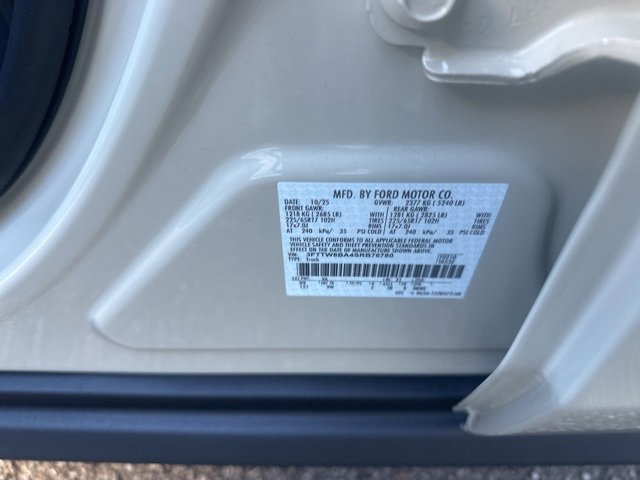 MFD. BY FORD MOTOR CO.
DATE: 10/25 GVWR: 2377 KG ( 5240 LB)
FRONT GAWR: REAR GAWR:
1218 KG ( 2685 LB) WITH 1281 KG ( 2825 LB) WITH
225/65R17 102H TIRES 225/65R17 102H TIRES
17x7.0J RIMS 17x7.0J RIMS
AT 240 kPa/ 35 PSI COLD AT 240 kPa/ 35 PSI COLD
THIS VEHICLE CONFORMS TO ALL APPLICABLE FEDERAL MOTOR
VEHICLE SAFETY AND THEFT PREVENTION STANDARDS IN
EFFECT ON THE DATE OF MANUFACTURE SHOWN ABOVE.
VIN: 3FTTW8BA4SRB76780
TYPE: Truck